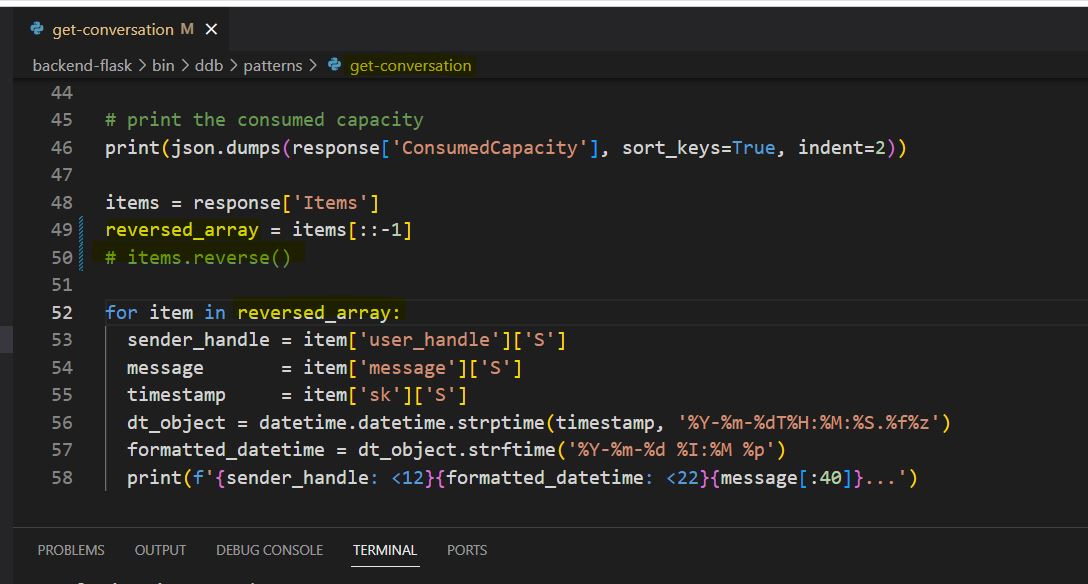 get-conversation M ×
backend-flask > bin > ddb > patterns > get-conversation
44
45 # print the consumed capacity
46 print(json.dumps(response['ConsumedCapacity'], sort_keys=True, indent=2))
47
48 items = response['Items']
49 reversed_array = items[::-1]
50 # items.reverse()
51
52 for item in reversed_array:
53   sender_handle = item['user_handle']['S']
54   message       = item['message']['S']
55   timestamp     = item['sk']['S']
56   dt_object = datetime.datetime.strptime(timestamp, '%Y-%m-%dT%H:%M:%S.%f%z')
57   formatted_datetime = dt_object.strftime('%Y-%m-%d %I:%M %p')
58   print(f'{sender_handle: <12}{formatted_datetime: <22}{message[:40]}...')
PROBLEMS OUTPUT DEBUG CONSOLE TERMINAL PORTS